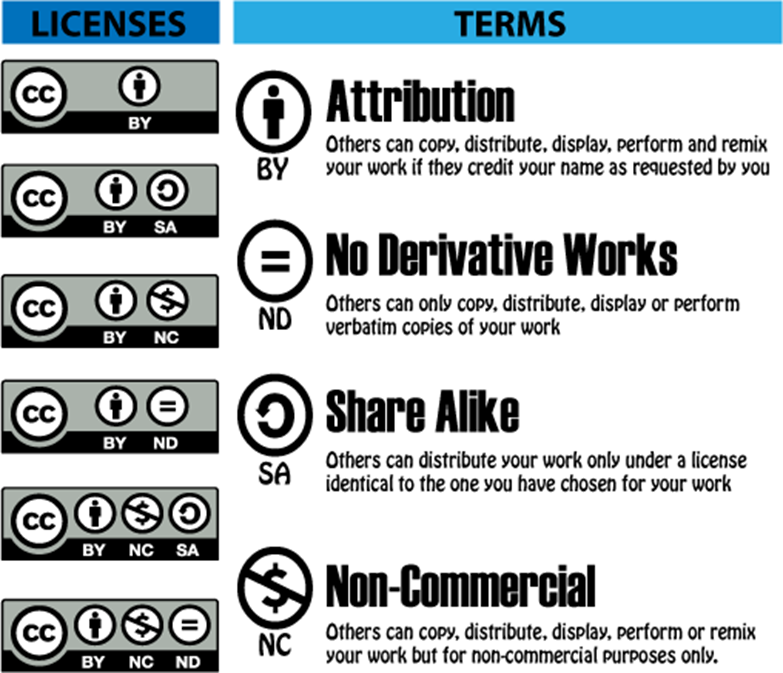 LICENSES
cc
BY
cc
BY SA
cc
BY NC
cc
BY ND
cc
BY NC SA
cc
BY NC ND
TERMS
BY
Attribution
Others can copy, distribute, display, perform and remix
your work if they credit your name as requested by you
ND
No Derivative Works
Others can only copy, distribute, display or perform
verbatim copies of your work
SA
Share Alike
Others can distribute your work only under a license
identical to the one you have chosen for your work
NC
Non-Commercial
Others can copy, distribute, display, perform or remix
your work but for non-commercial purposes only.